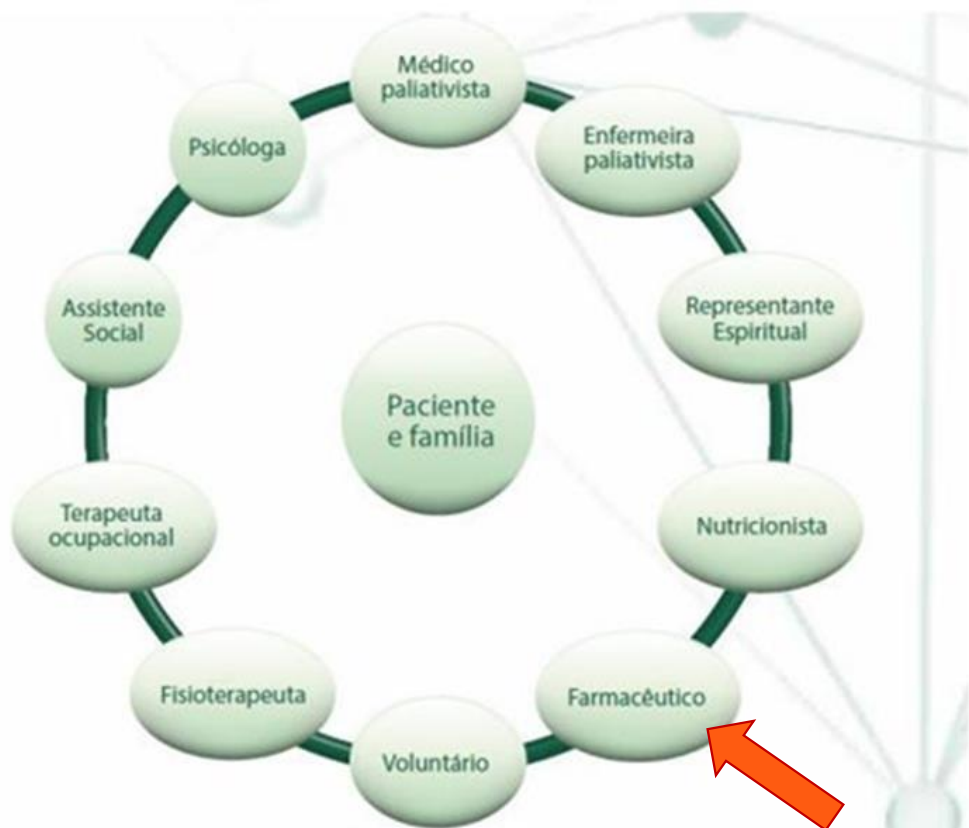 Médico
paliativista
Enfermeira
paliativista
Psicóloga
Representante
Espiritual
Assistente
Social
Paciente
e família
Terapeuta
ocupacional
Nutricionista
Fisioterapeuta
Farmacêutico
Voluntário